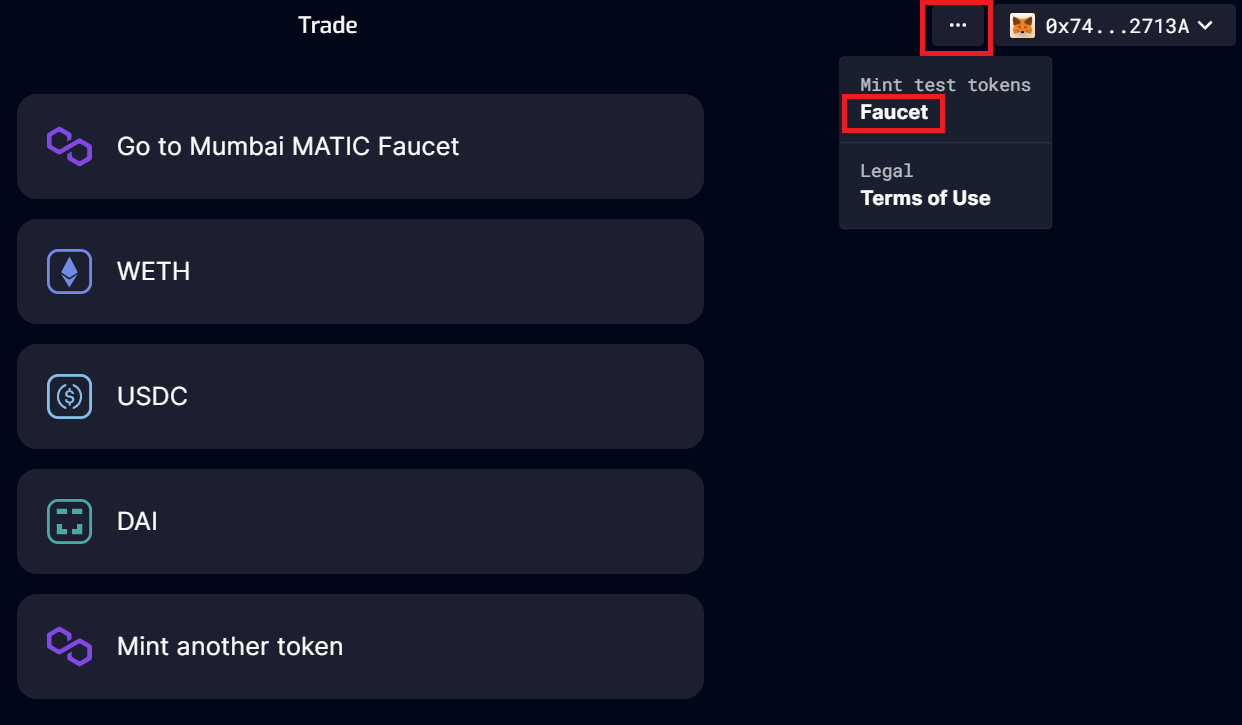 Trade
...
0x74...2713A
Mint test tokens
Faucet
Legal
Terms of Use
Go to Mumbai MATIC Faucet
WETH
USDC
DAI
Mint another token